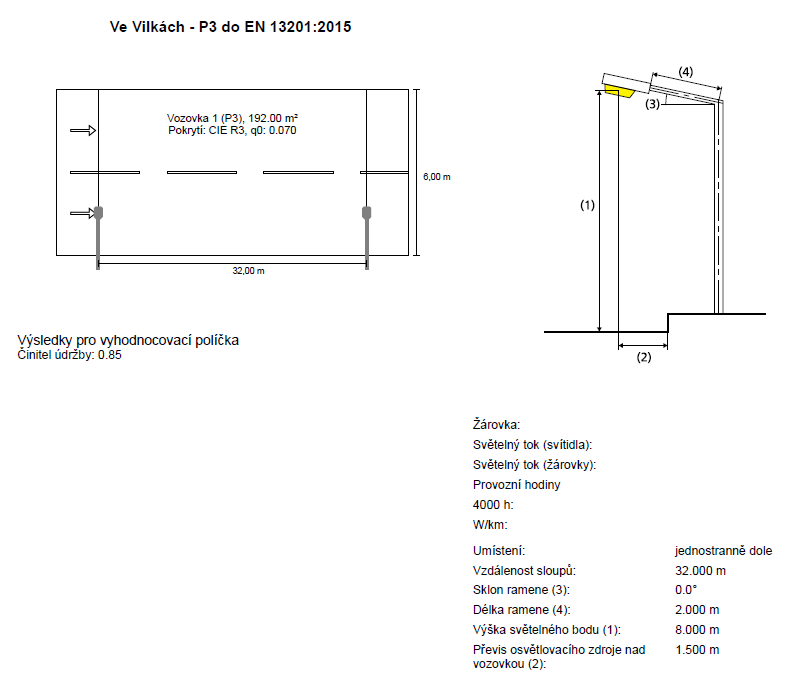 Ve Vilkách - P3 do EN 13201:2015
Vozovka 1 (P3), 192.00 m²
Pokrytí: CIE R3, q0: 0.070
6,00 m
32,00 m
(4)
(3)
(1)
(2)
Výsledky pro vyhodnocovací políčka
Činitel údržby: 0.85
Žárovka:
Světelný tok (svítidla):
Světelný tok (žárovky):
Provozní hodiny
4000 h:
W/km:
Umístení: jednostranně dole
Vzdálenost sloupů: 32.000 m
Sklon ramene (3): 0.0°
Délka ramene (4): 2.000 m
Výška světelného bodu (1): 8.000 m
Převis osvětlovacího zdroje nad 1.500 m
vozovkou (2):